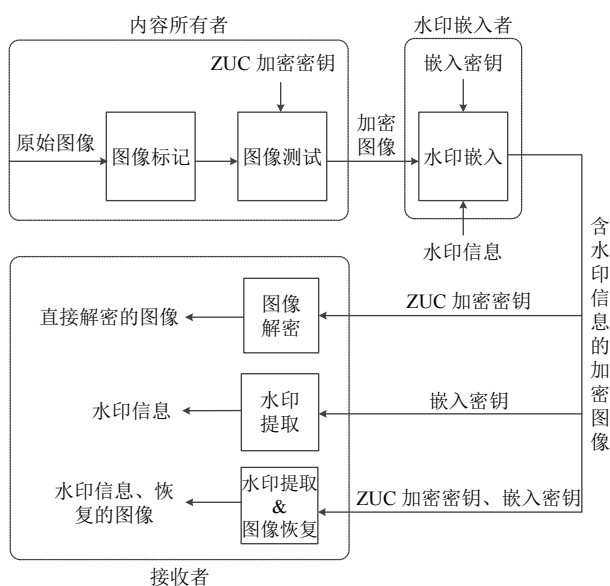 内容所有者
水印嵌入者
ZUC 加密密钥
嵌入密钥
原始图像
图像标记
图像测试
加密
图像
水印嵌入
水印信息
含水印信息的加密图像
图像
解密
直接解密的图像
ZUC 加密密钥
水印
提取
水印信息
嵌入密钥
水印提取
&
图像恢复
水印信息、恢
复的图像
ZUC 加密密钥、嵌入密钥
接收者